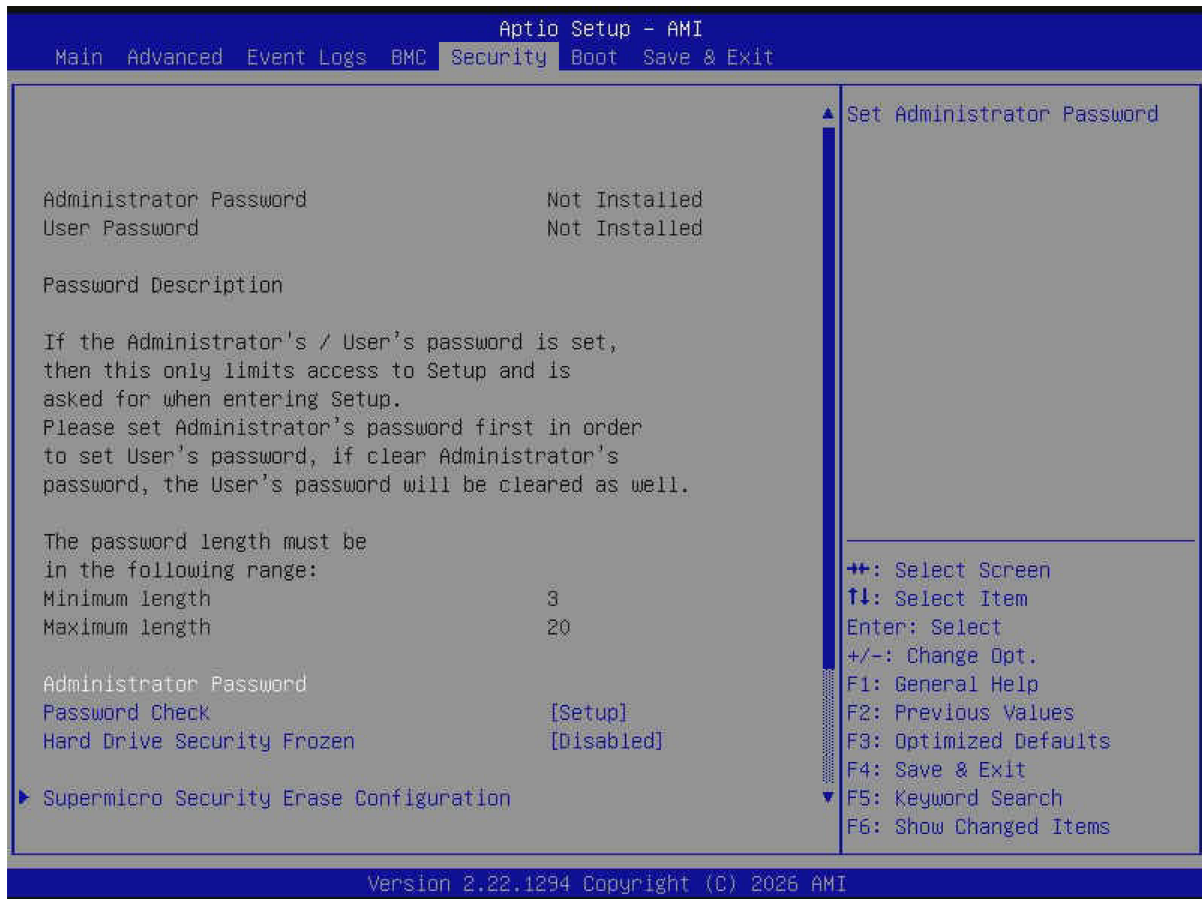 Aptio Setup – AMI
Main Advanced Event Logs BMC Security Boot Save & Exit
Set Administrator Password
Administrator Password Not Installed
User Password Not Installed
Password Description
If the Administrator's / User's password is set,
then this only limits access to Setup and is
asked for when entering Setup.
Please set Administrator's password first in order
to set User's password, if clear Administrator's
password, the User's password will be cleared as well.
The password length must be
in the following range:
Minimum length 3
Maximum length 20
Administrator Password
Password Check [Setup]
Hard Drive Security Frozen [Disabled]
▶ Supermicro Security Erase Configuration
→←: Select Screen
↑↓: Select Item
Enter: Select
+/-: Change Opt.
F1: General Help
F2: Previous Values
F3: Optimized Defaults
F4: Save & Exit
F5: Keyword Search
F6: Show Changed Items
Version 2.22.1294 Copyright (C) 2026 AMI